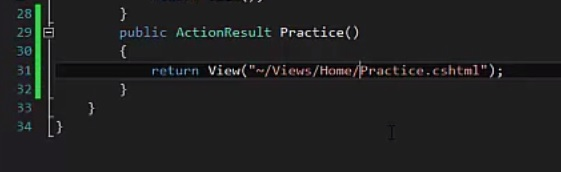 28 }
29 public ActionResult Practice()
30 {
31 return View("~/Views/Home/Practice.cshtml");
32 }
33 }
34 }